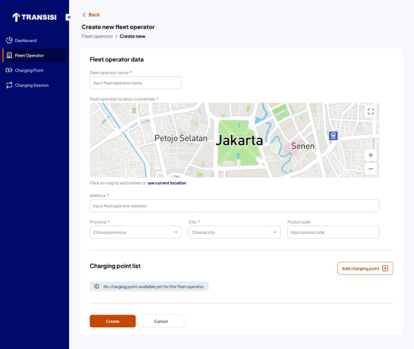 TRANSISI
Dashboard
Fleet Operator
Charging Point
Charging Session
Back
Create new fleet operator
Fleet operator / Create new
Fleet operator data
Fleet operator name *
Input fleet operator name
Fleet operator location coordinate *
Petojo Selatan
Jakarta
Senen
Click on map to add marker or use current location
Address *
Input fleet operator address
Province *
City *
Postal code
Choose province
Choose city
Input postal code
Charging point list
Add charging point
No charging point available yet for this Fleet operator
Create
Cancel